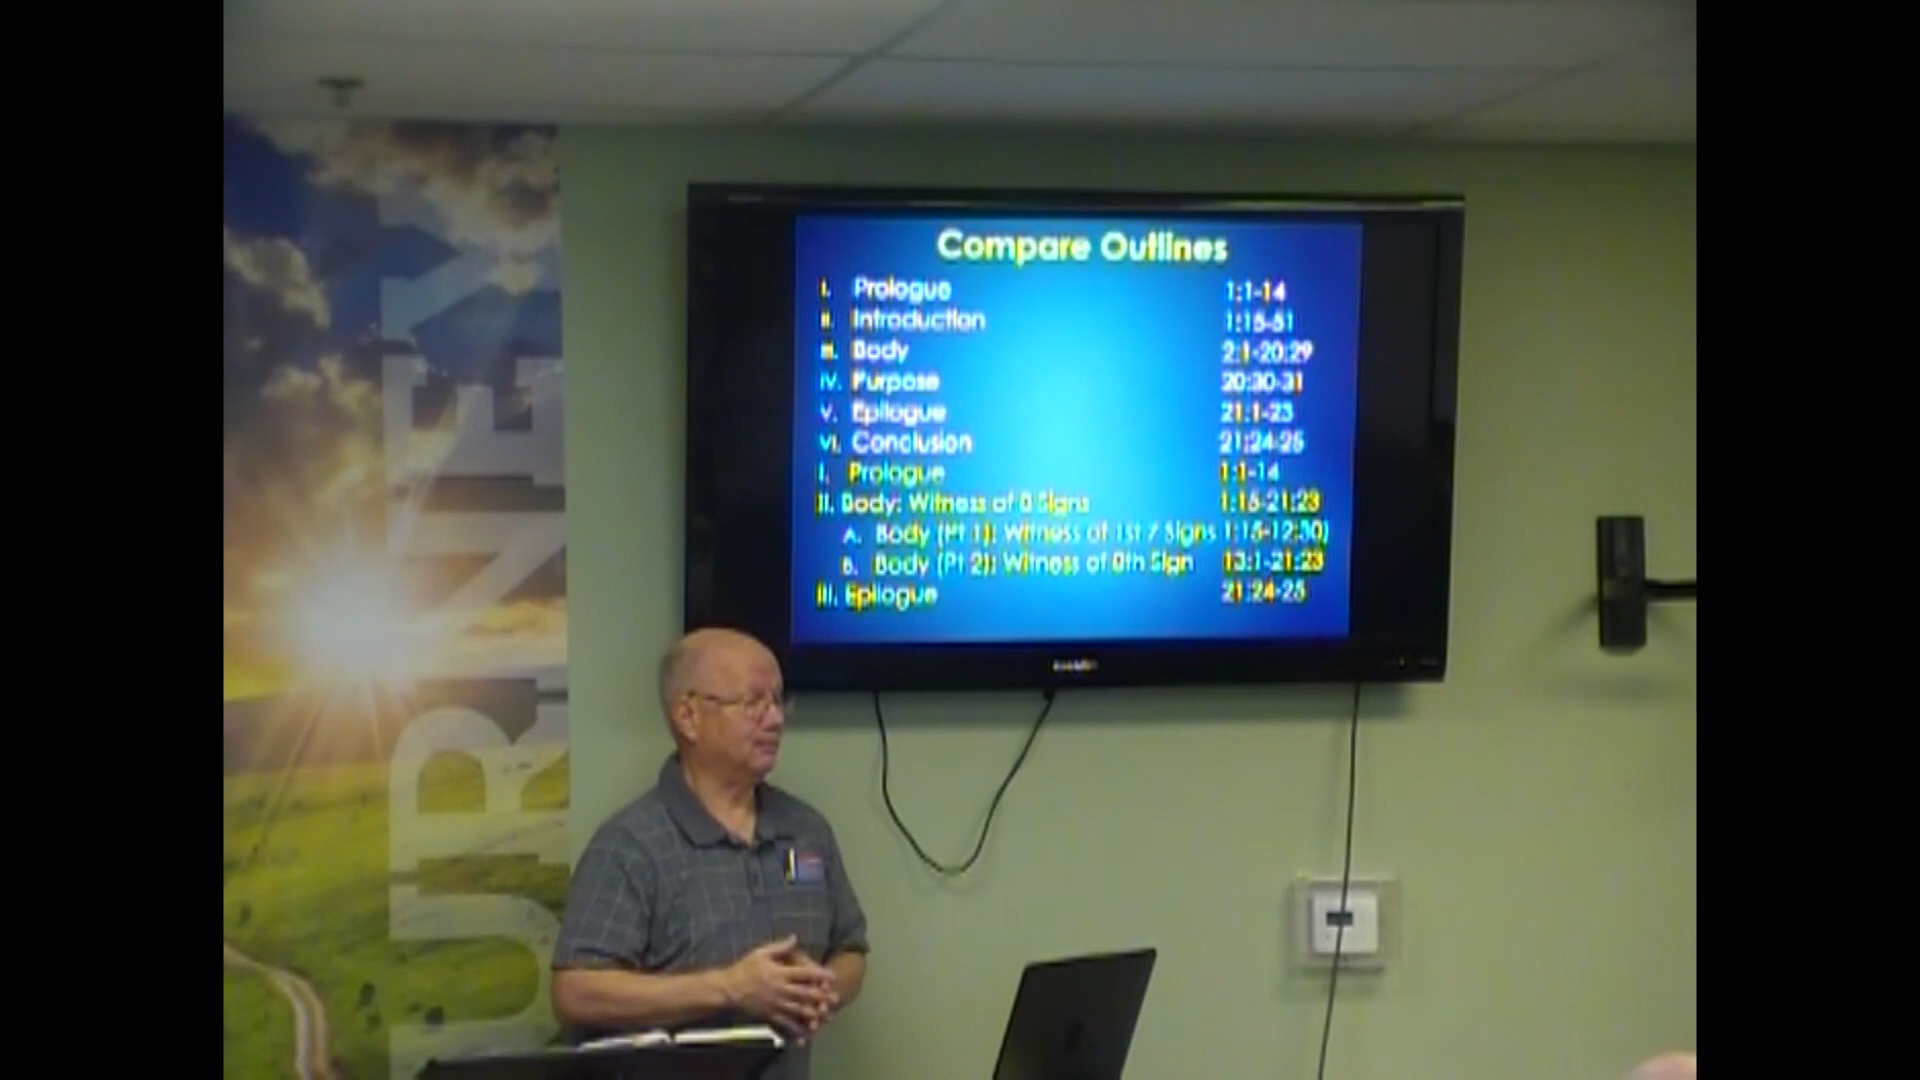 Compare Outlines
I. Prologue 1:1-14
II. Introduction 1:15-51
III. Body 2:1-20:29
IV. Purpose 20:30-31
V. Epilogue 21:1-23
VI. Conclusion 21:24-25
I. Prologue 1:1-14
II. Body: Witness of 8 Signs 1:15-21:23
A. Body (Pt 1): Witness of 1st 7 Signs 1:15-12:50)
B. Body (Pt 2): Witness of 8th Sign 13:1-21:23
III. Epilogue 21:24-25
URNEY